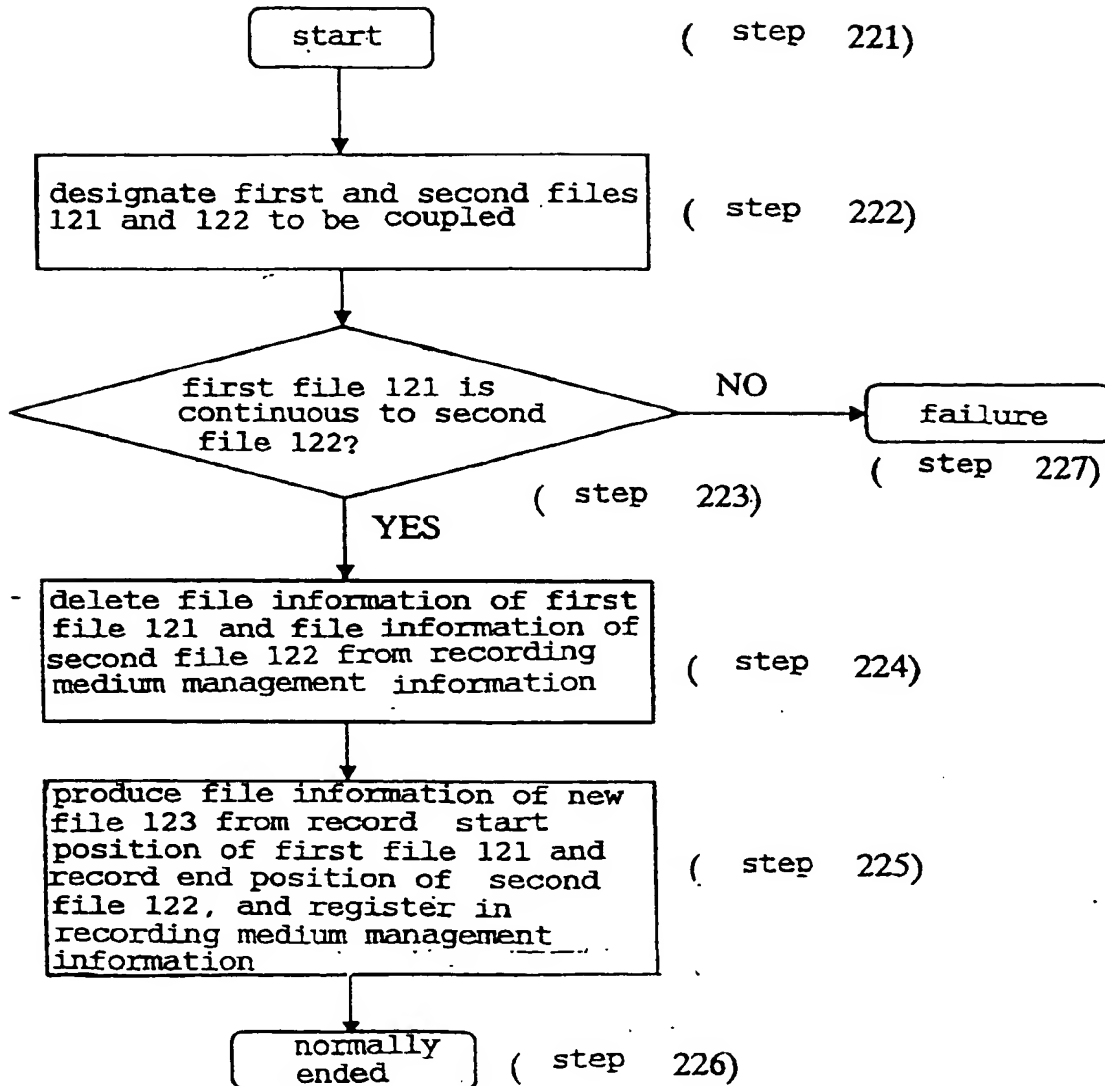 start
( step 221)
designate first and second files
121 and 122 to be coupled
( step 222)
first file 121 is
continuous to second
file 122?
NO
failure
( step 227)
( step 223)
YES
delete file information of first
file 121 and file information of
second file 122 from recording
medium management information
( step 224)
produce file information of new
file 123 from record start
position of first file 121 and
record end position of second
file 122, and register in
recording medium management
information
( step 225)
normally
ended
( step 226)